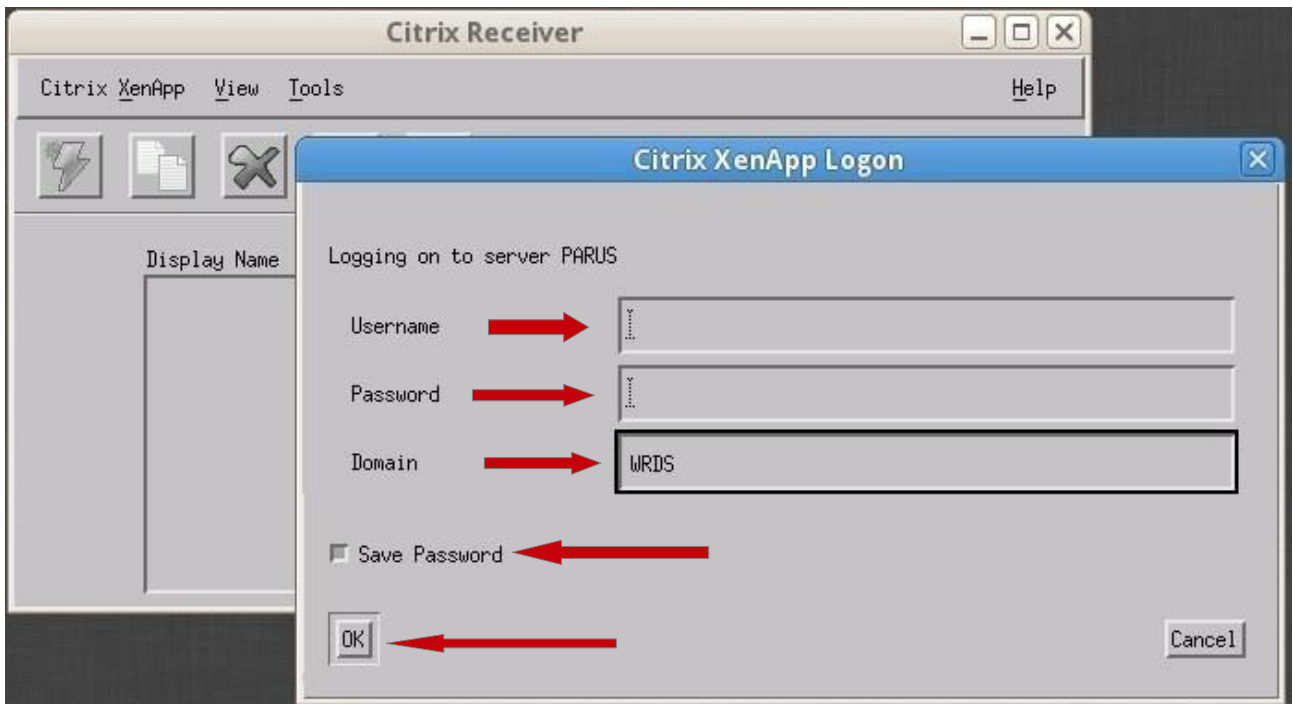 Citrix Receiver
Citrix XenApp View Tools Help
Citrix XenApp Logon
Display Name
Logging on to server PARUS
Username
Password
Domain WRDS
Save Password
OK Cancel